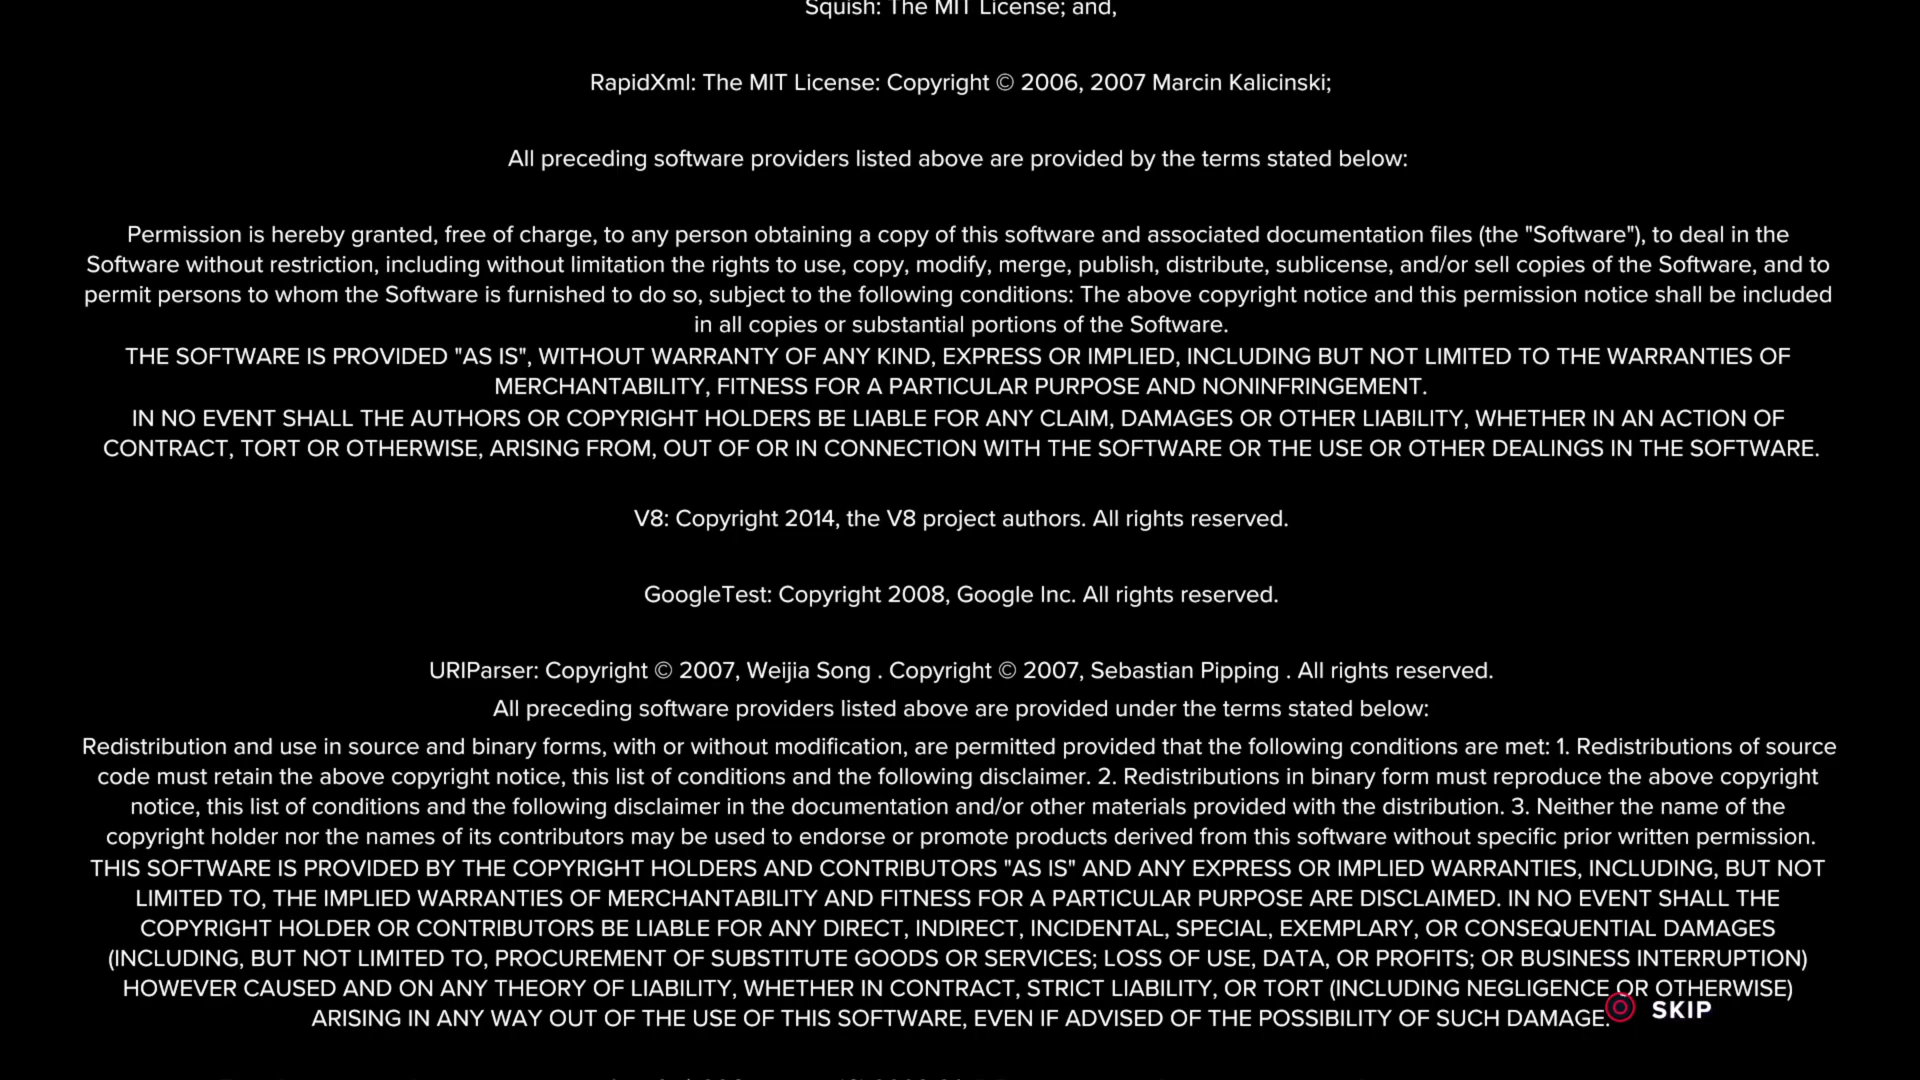 Squish: The MIT License; and,
RapidXml: The MIT License: Copyright © 2006, 2007 Marcin Kalicinski;
All preceding software providers listed above are provided by the terms stated below:
Permission is hereby granted, free of charge, to any person obtaining a copy of this software and associated documentation files (the "Software"), to deal in the
Software without restriction, including without limitation the rights to use, copy, modify, merge, publish, distribute, sublicense, and/or sell copies of the Software, and to
permit persons to whom the Software is furnished to do so, subject to the following conditions: The above copyright notice and this permission notice shall be included
in all copies or substantial portions of the Software.
THE SOFTWARE IS PROVIDED "AS IS", WITHOUT WARRANTY OF ANY KIND, EXPRESS OR IMPLIED, INCLUDING BUT NOT LIMITED TO THE WARRANTIES OF
MERCHANTABILITY, FITNESS FOR A PARTICULAR PURPOSE AND NONINFRINGEMENT.
IN NO EVENT SHALL THE AUTHORS OR COPYRIGHT HOLDERS BE LIABLE FOR ANY CLAIM, DAMAGES OR OTHER LIABILITY, WHETHER IN AN ACTION OF
CONTRACT, TORT OR OTHERWISE, ARISING FROM, OUT OF OR IN CONNECTION WITH THE SOFTWARE OR THE USE OR OTHER DEALINGS IN THE SOFTWARE.
V8: Copyright 2014, the V8 project authors. All rights reserved.
GoogleTest: Copyright 2008, Google Inc. All rights reserved.
URIParser: Copyright © 2007, Weijia Song . Copyright © 2007, Sebastian Pipping . All rights reserved.
All preceding software providers listed above are provided under the terms stated below:
Redistribution and use in source and binary forms, with or without modification, are permitted provided that the following conditions are met: 1. Redistributions of source
code must retain the above copyright notice, this list of conditions and the following disclaimer. 2. Redistributions in binary form must reproduce the above copyright
notice, this list of conditions and the following disclaimer in the documentation and/or other materials provided with the distribution. 3. Neither the name of the
copyright holder nor the names of its contributors may be used to endorse or promote products derived from this software without specific prior written permission.
THIS SOFTWARE IS PROVIDED BY THE COPYRIGHT HOLDERS AND CONTRIBUTORS "AS IS" AND ANY EXPRESS OR IMPLIED WARRANTIES, INCLUDING, BUT NOT
LIMITED TO, THE IMPLIED WARRANTIES OF MERCHANTABILITY AND FITNESS FOR A PARTICULAR PURPOSE ARE DISCLAIMED. IN NO EVENT SHALL THE
COPYRIGHT HOLDER OR CONTRIBUTORS BE LIABLE FOR ANY DIRECT, INDIRECT, INCIDENTAL, SPECIAL, EXEMPLARY, OR CONSEQUENTIAL DAMAGES
(INCLUDING, BUT NOT LIMITED TO, PROCUREMENT OF SUBSTITUTE GOODS OR SERVICES; LOSS OF USE, DATA, OR PROFITS; OR BUSINESS INTERRUPTION)
HOWEVER CAUSED AND ON ANY THEORY OF LIABILITY, WHETHER IN CONTRACT, STRICT LIABILITY, OR TORT (INCLUDING NEGLIGENCE OR OTHERWISE)
ARISING IN ANY WAY OUT OF THE USE OF THIS SOFTWARE, EVEN IF ADVISED OF THE POSSIBILITY OF SUCH DAMAGE.
SKIP